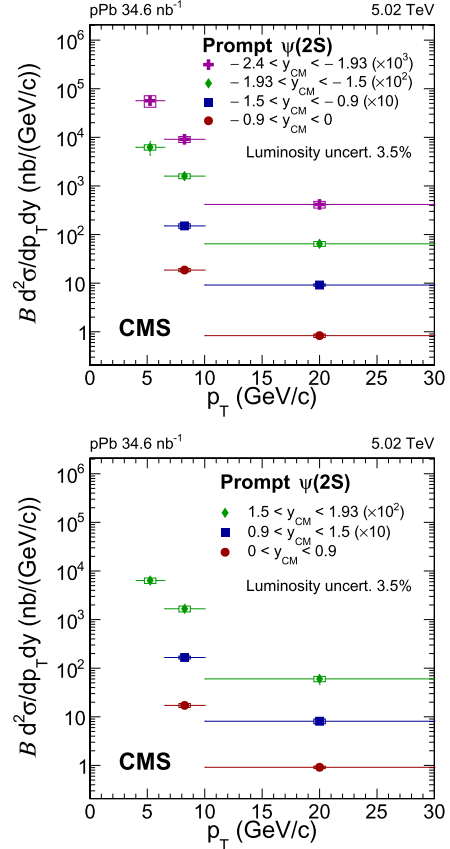 pPb 34.6 nb⁻¹ 5.02 TeV
Prompt ψ(2S)
− 2.4 < y_CM < − 1.93 (×10³)
− 1.93 < y_CM < − 1.5 (×10²)
− 1.5 < y_CM < − 0.9 (×10)
− 0.9 < y_CM < 0
Luminosity uncert. 3.5%
B d²σ/dp_T dy (nb/(GeV/c))
10⁶
10⁵
10⁴
10³
10²
10
1
CMS
0 5 10 15 20 25 30
p_T (GeV/c)
pPb 34.6 nb⁻¹ 5.02 TeV
Prompt ψ(2S)
1.5 < y_CM < 1.93 (×10²)
0.9 < y_CM < 1.5 (×10)
0 < y_CM < 0.9
Luminosity uncert. 3.5%
B d²σ/dp_T dy (nb/(GeV/c))
10⁶
10⁵
10⁴
10³
10²
10
1
CMS
0 5 10 15 20 25 30
p_T (GeV/c)